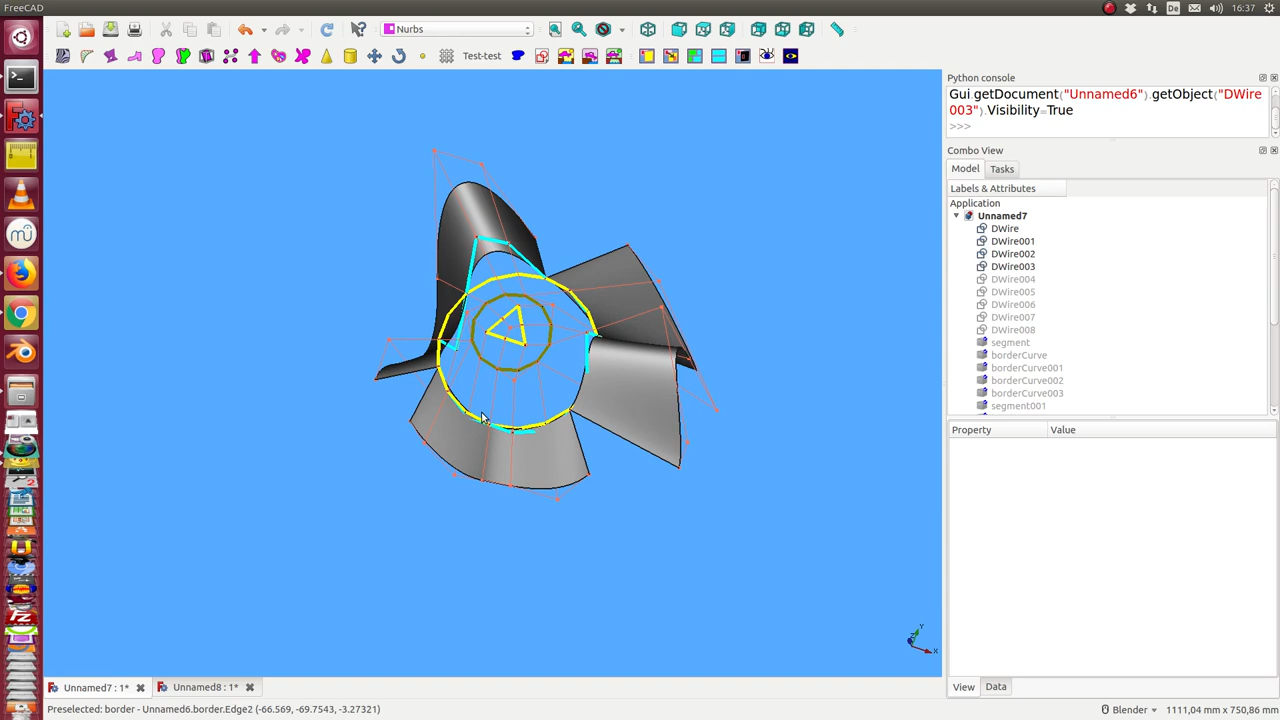 FreeCAD
De
16:37
Nurbs
Test-test
Python console
Gui.getDocument("Unnamed6").getObject("DWire
003").Visibility=True
>>>
Combo View
Model
Tasks
Labels & Attributes
Application
Unnamed7
DWire
DWire001
DWire002
DWire003
DWire004
DWire005
DWire006
DWire007
DWire008
segment
borderCurve
borderCurve001
borderCurve002
borderCurve003
segment001
Property
Value
Y
X
View
Data
Unnamed7 : 1*
Unnamed8 : 1*
Preselected: border - Unnamed6.border.Edge2 (-66.569, -69.7543, -3.27321)
Blender
1111,04 mm x 750,86 mm